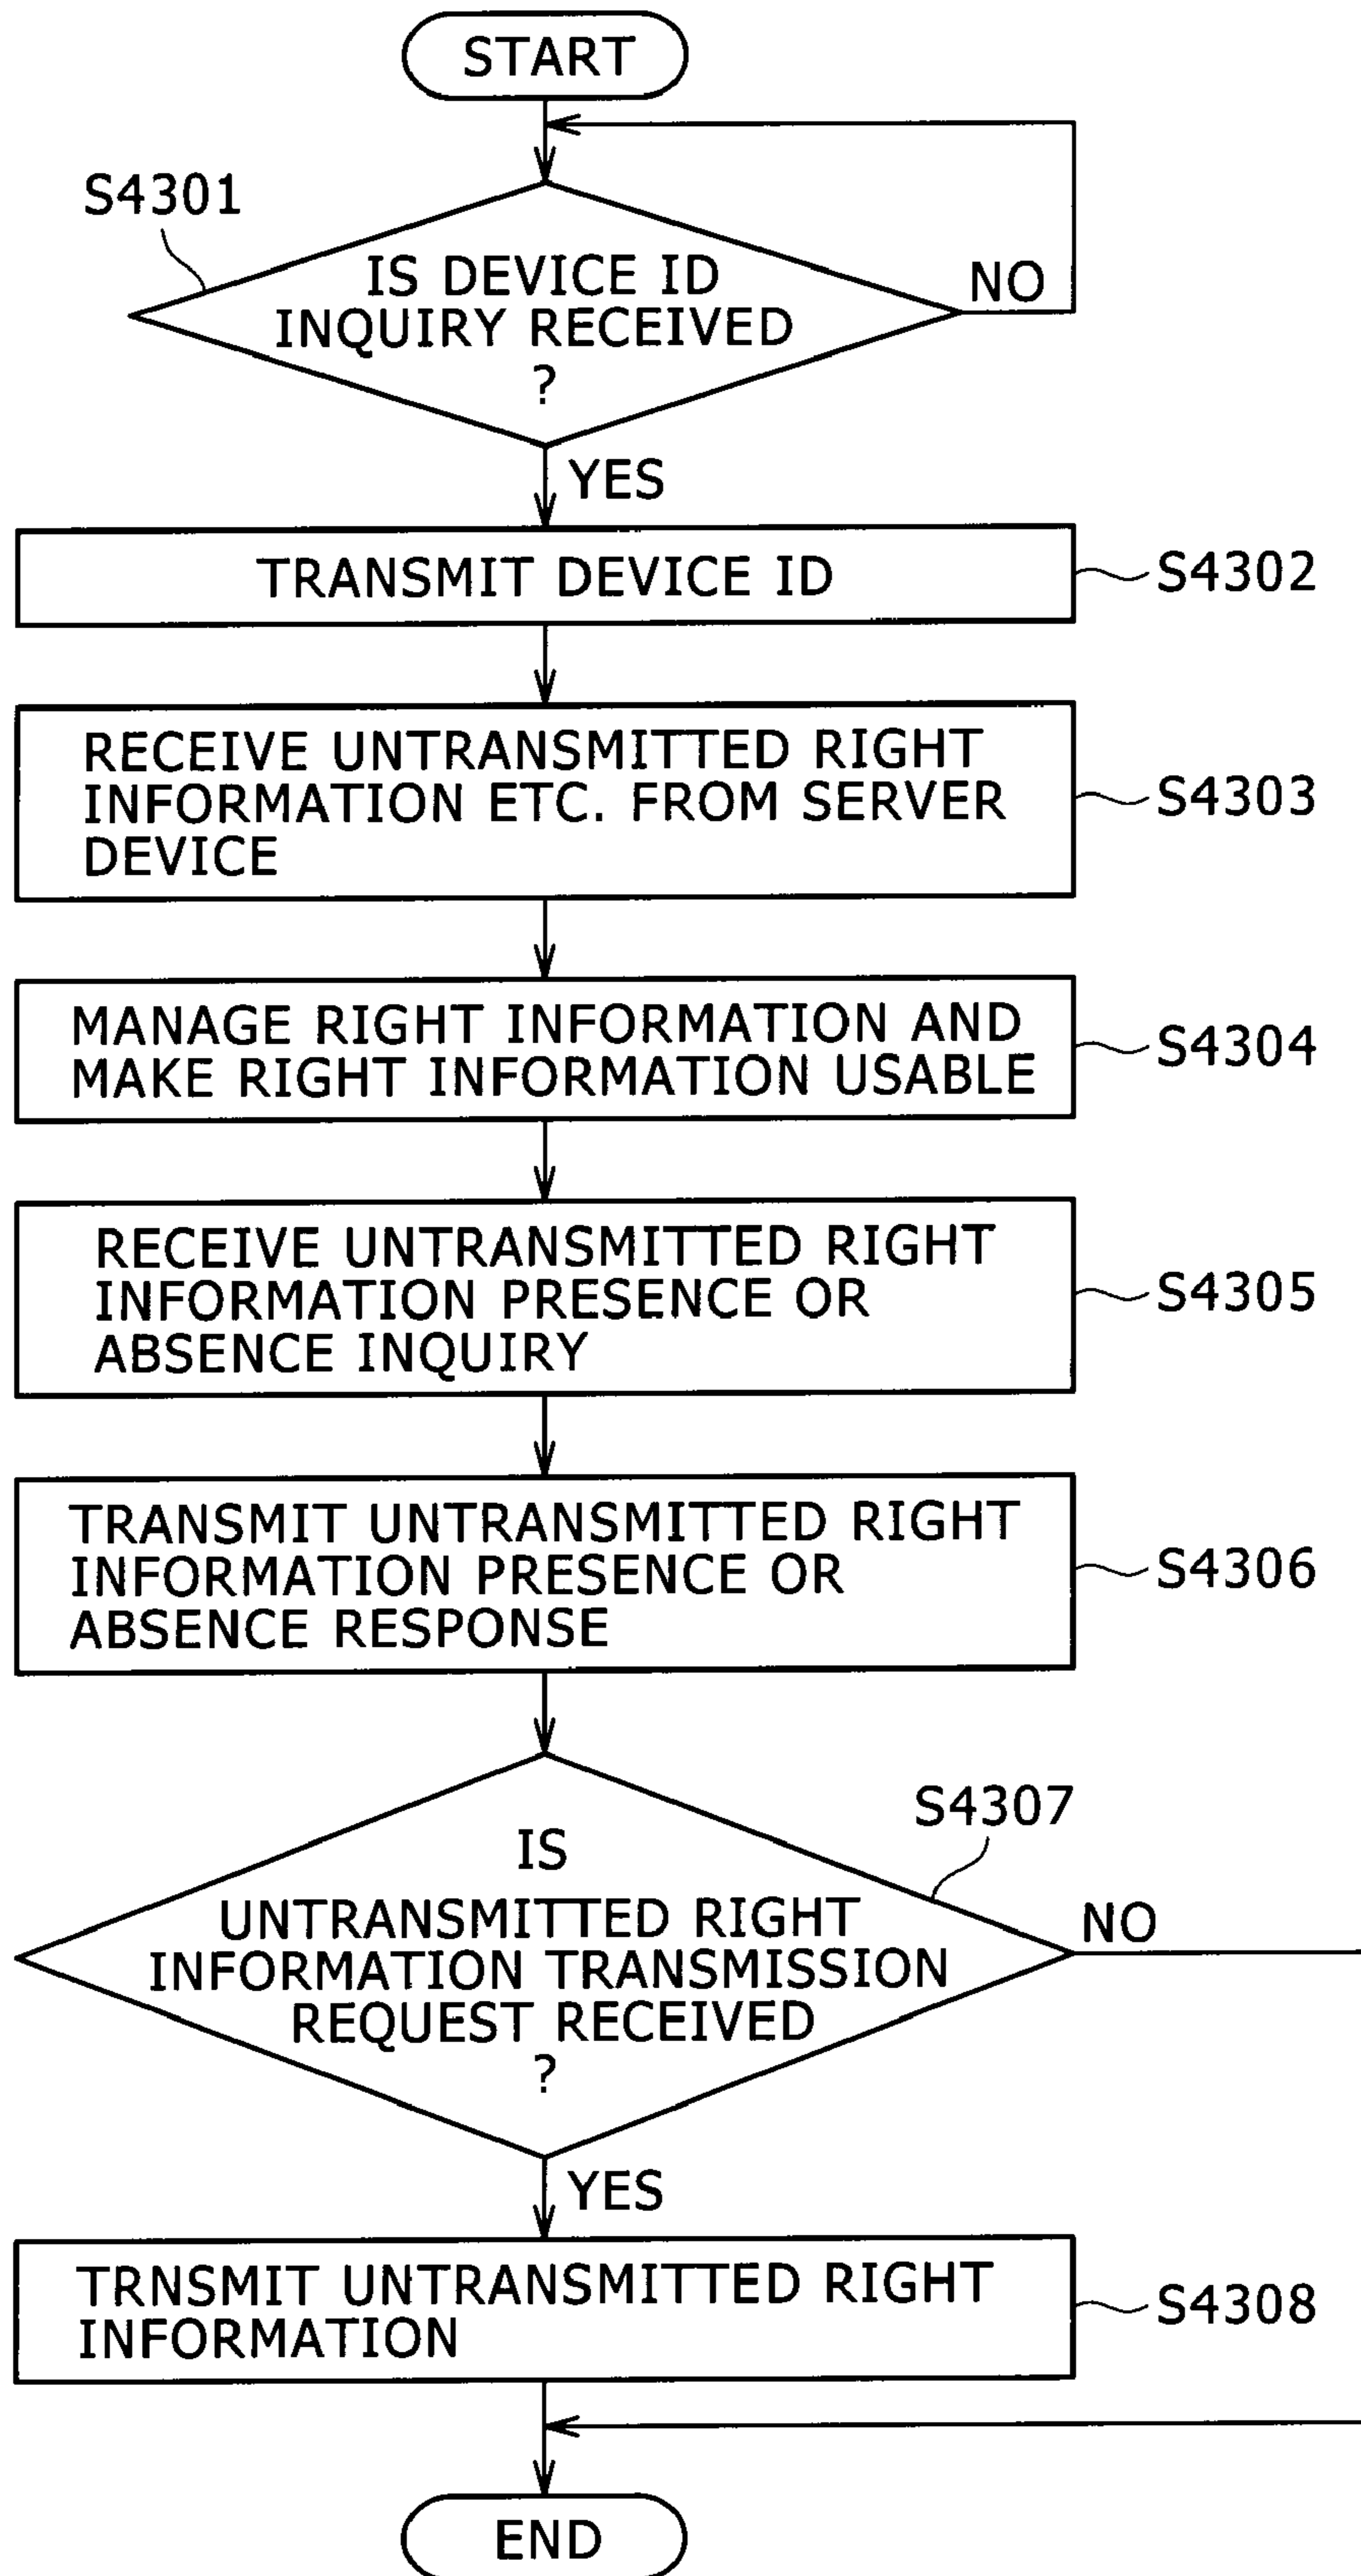 START
S4301
IS DEVICE ID
INQUIRY RECEIVED
?
NO
YES
TRANSMIT DEVICE ID
S4302
RECEIVE UNTRANSMITTED RIGHT
INFORMATION ETC. FROM SERVER
DEVICE
S4303
MANAGE RIGHT INFORMATION AND
MAKE RIGHT INFORMATION USABLE
S4304
RECEIVE UNTRANSMITTED RIGHT
INFORMATION PRESENCE OR
ABSENCE INQUIRY
S4305
TRANSMIT UNTRANSMITTED RIGHT
INFORMATION PRESENCE OR
ABSENCE RESPONSE
S4306
S4307
IS
UNTRANSMITTED RIGHT
INFORMATION TRANSMISSION
REQUEST RECEIVED
?
NO
YES
TRNSMIT UNTRANSMITTED RIGHT
INFORMATION
S4308
END